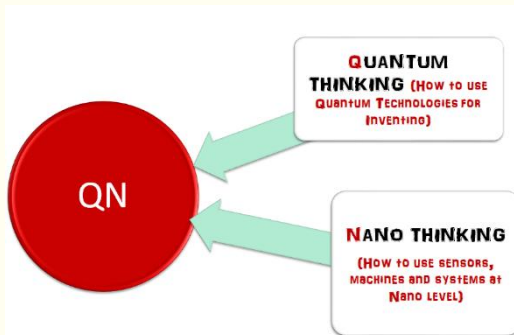 QUANTUM
THINKING (HOW TO USE
QUANTUM TECHNOLOGIES FOR
INVENTING)
QN
NANO THINKING
(HOW TO USE SENSORS,
MACHINES AND SYSTEMS AT
NANO LEVEL)